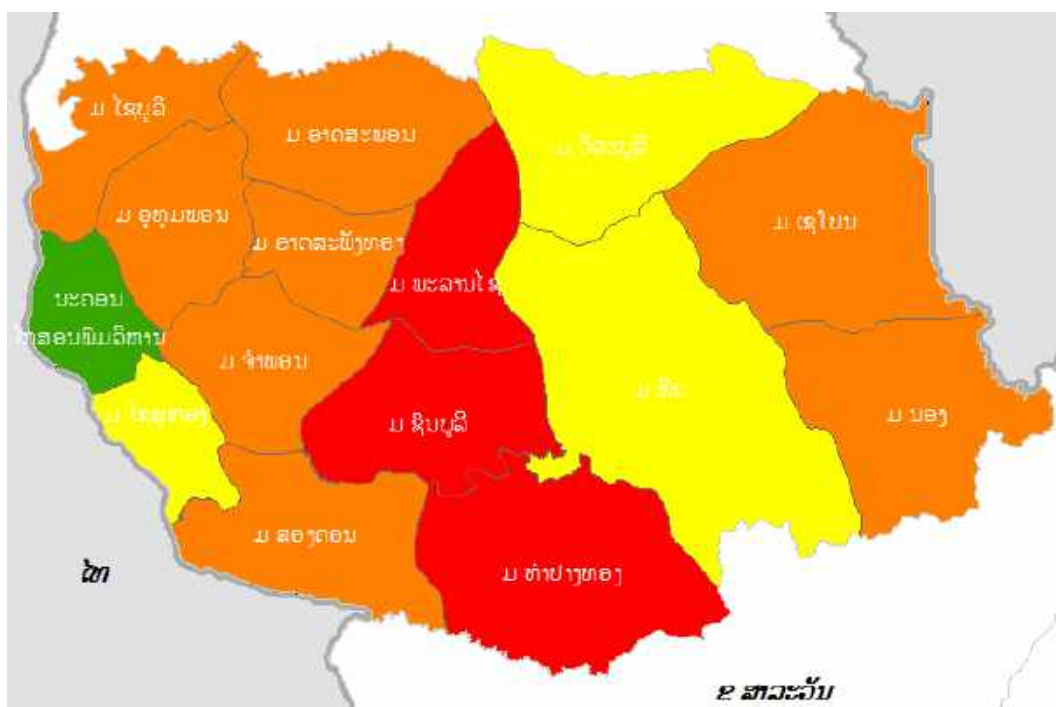 ມ ໄຊບູລີ
ມ ອາດສະພອນ
ມ ວິລະບູລີ
ມ ອຸທຸມພອນ
ມ ອາດສະພັງທອງ
ມ ເຊໂປນ
ມ ພະລານໄຊ
ນະຄອນ
ໄກສອນພົມວິຫານ
ມ ຈຳພອນ
ມ ພີນ
ມ ໄຊພູທອງ
ມ ຊົນບູລີ
ມ ນອງ
ມ ສອງຄອນ
ໄທ
ມ ທ່າປາງທອງ
ຂ ສາລະວັນ